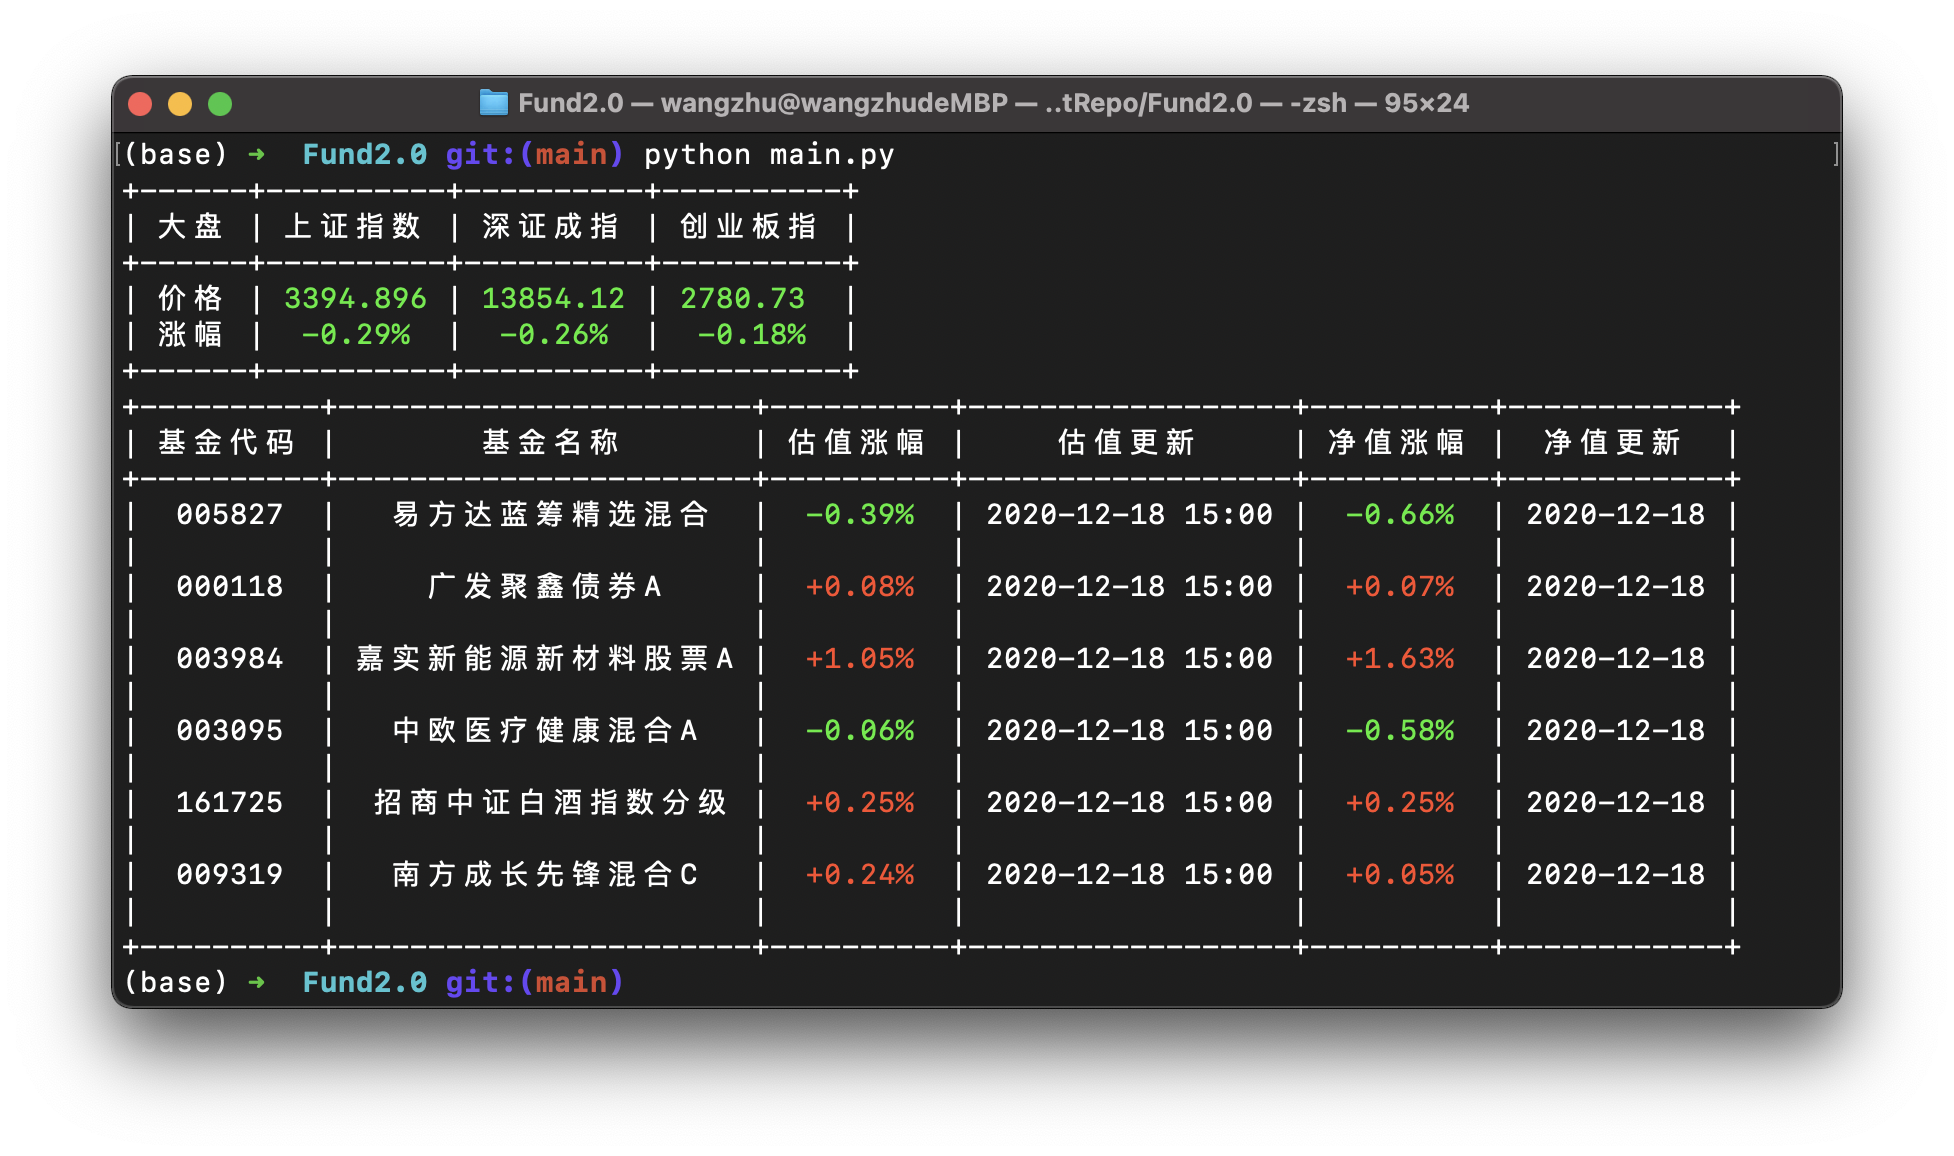 Fund2.0 — wangzhu@wangzhudeMBP — ..tRepo/Fund2.0 — -zsh — 95×24
[(base) ➜  Fund2.0 git:(main) python main.py ]
+------+----------+----------+----------+
| 大盘 | 上证指数 | 深证成指 | 创业板指 |
+------+----------+----------+----------+
| 价格 | 3394.896 | 13854.12 | 2780.73  |
| 涨幅 |  -0.29%  |  -0.26%  |  -0.18%  |
+------+----------+----------+----------+
+----------+-----------------------+----------+------------------+----------+------------+
| 基金代码 | 基金名称 | 估值涨幅 | 估值更新 | 净值涨幅 | 净值更新 |
+----------+-----------------------+----------+------------------+----------+------------+
| 005827 | 易方达蓝筹精选混合 | -0.39% | 2020-12-18 15:00 | -0.66% | 2020-12-18 |
| | | | | | |
| 000118 | 广发聚鑫债券A | +0.08% | 2020-12-18 15:00 | +0.07% | 2020-12-18 |
| | | | | | |
| 003984 | 嘉实新能源新材料股票A | +1.05% | 2020-12-18 15:00 | +1.63% | 2020-12-18 |
| | | | | | |
| 003095 | 中欧医疗健康混合A | -0.06% | 2020-12-18 15:00 | -0.58% | 2020-12-18 |
| | | | | | |
| 161725 | 招商中证白酒指数分级 | +0.25% | 2020-12-18 15:00 | +0.25% | 2020-12-18 |
| | | | | | |
| 009319 | 南方成长先锋混合C | +0.24% | 2020-12-18 15:00 | +0.05% | 2020-12-18 |
| | | | | | |
+----------+-----------------------+----------+------------------+----------+------------+
(base) ➜  Fund2.0 git:(main)